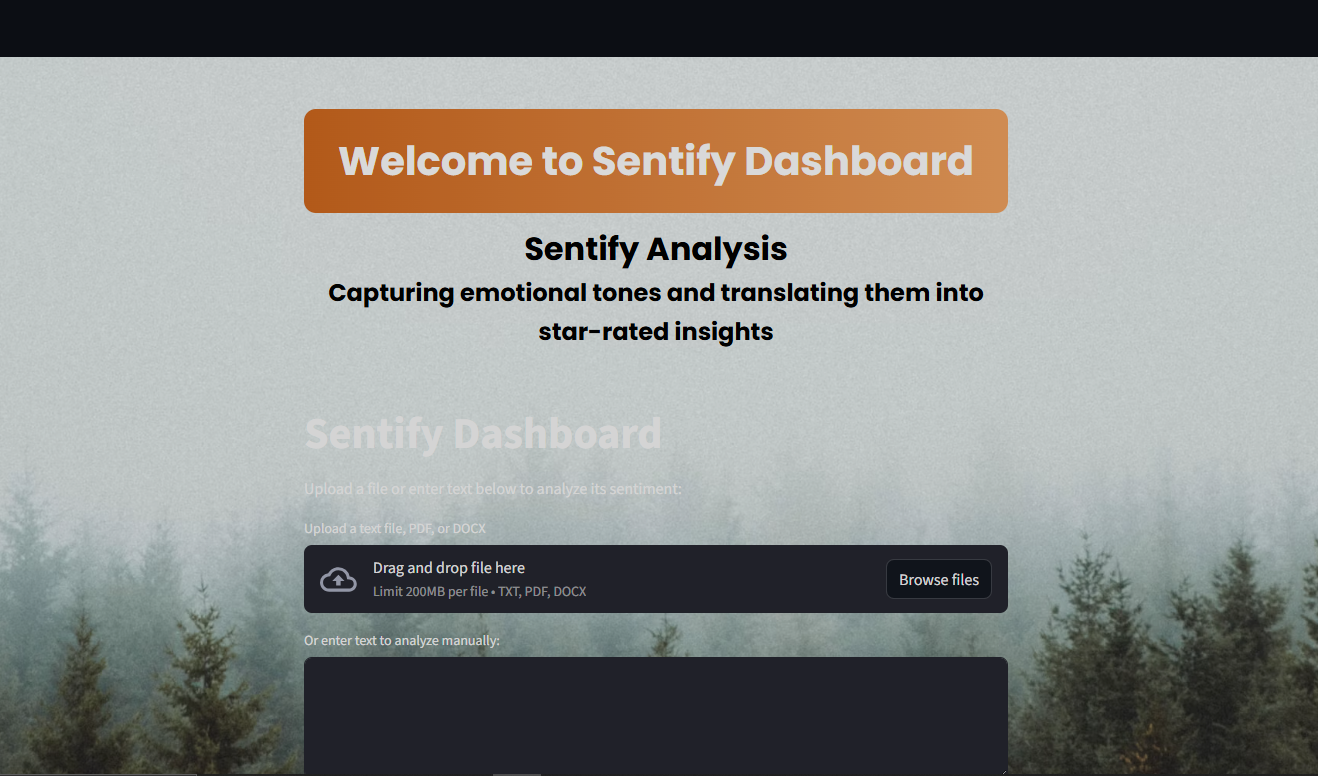 Welcome to Sentify Dashboard
Sentify Analysis
Capturing emotional tones and translating them into
star-rated insights
Sentify Dashboard
Upload a file or enter text below to analyze its sentiment:
Upload a text file, PDF, or DOCX
Drag and drop file here
Limit 200MB per file • TXT, PDF, DOCX
Browse files
Or enter text to analyze manually: